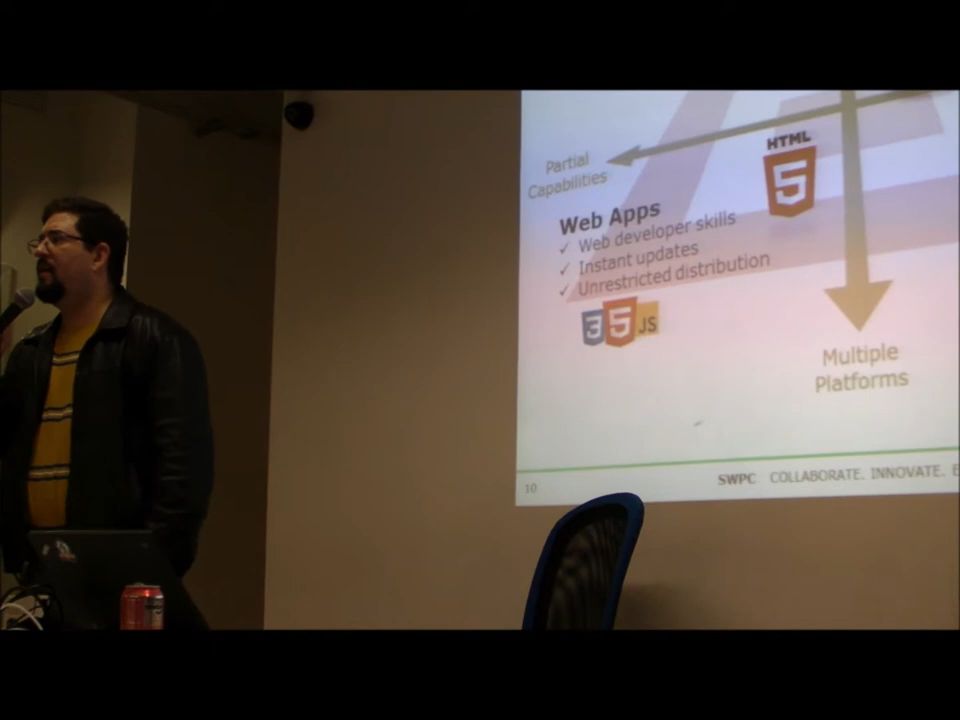 HTML
5
Partial
Capabilities
Web Apps
✓ Web developer skills
✓ Instant updates
✓ Unrestricted distribution
3 5 JS
Multiple
Platforms
10
SWPC COLLABORATE. INNOVATE. E